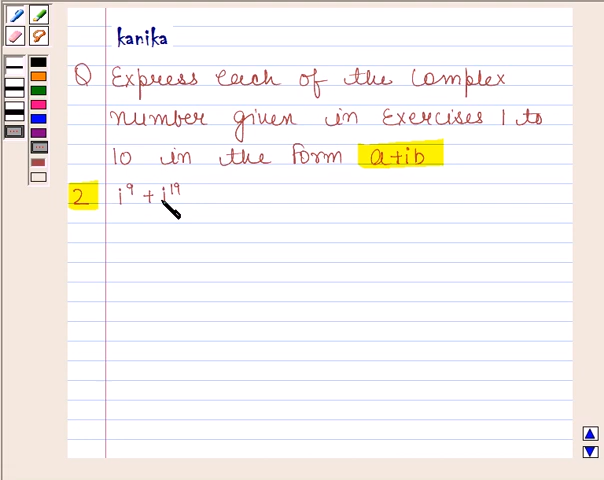 kanika
Q Express each of the Complex
number given in Exercises 1 to
10 in the form a+ib
2 i⁹ + i¹⁹